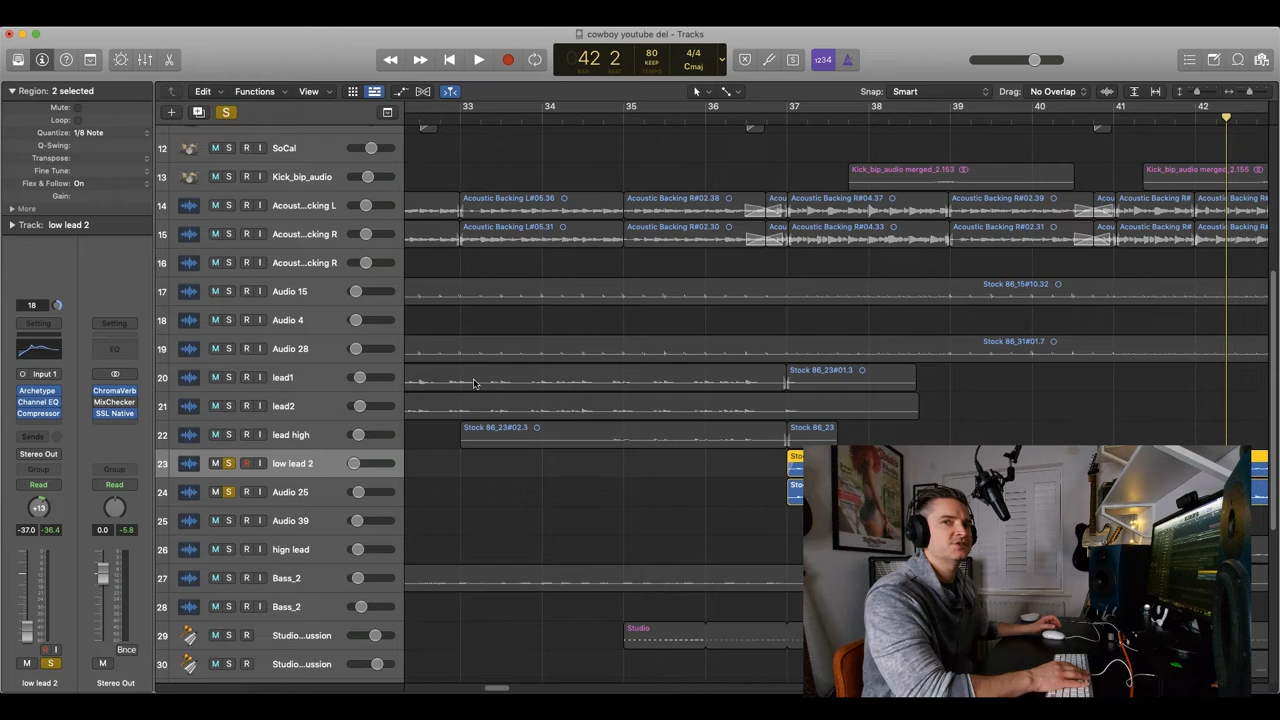 cowboy youtube del - Tracks
42 2
80
KEEP
TEMPO
4/4
Cmaj
1234
Region: 2 selected
Mute:
Loop:
Quantize: 1/8 Note
Q-Swing:
Transpose:
Fine Tune:
Flex & Follow: On
Gain:
More
Track: low lead 2
Edit
Functions
View
Snap: Smart
Drag: No Overlap
S
33 34 35 36 37 38 39 40 41 42
12 M S R I SoCal
13 M S R I Kick_bip_audio
Kick_bip_audio merged_2.153
Kick_bip_audio merged_2.155
14 M S R I Acoust...cking L
Acoustic Backing L#05.36
Acoustic Backing R#02.38
Acou
Acoustic Backing R#04.37
Acoustic Backing R#02.39
Acou
Acoustic Backing R#
Acoustic Backing R#
15 M S R I Acoust...cking R
Acoustic Backing L#05.31
Acoustic Backing R#02.30
Acou
Acoustic Backing R#04.33
Acoustic Backing R#02.31
Acou
Acoustic Backing R#
Acoustic Backing R#
16 M S R I Acoust...cking R
17 M S R I Audio 15
Stock 86_15#10.32
18 M S R I Audio 4
19 M S R I Audio 28
Stock 86_31#01.7
20 M S R I lead1
Stock 86_23#01.3
21 M S R I lead2
22 M S R I lead high
Stock 86_23#02.3
Stock 86_23
23 M S R I low lead 2
Stoc
24 M S R I Audio 25
Stoc
25 M S R I Audio 39
26 M S R I hign lead
27 M S R I Bass_2
28 M S R I Bass_2
29 M S R I Studio...ussion
Studio
30 M S R I Studio...ussion
18
Setting
Setting
EQ
Input 1
Archetype
Channel EQ
Compressor
ChromaVerb
MixChecker
SSL Native
Sends
Stereo Out
Group
Group
Read
Read
+13
-37.0 -36.4
0.0 -5.8
R I
Bnce
M S
M
low lead 2
Stereo Out